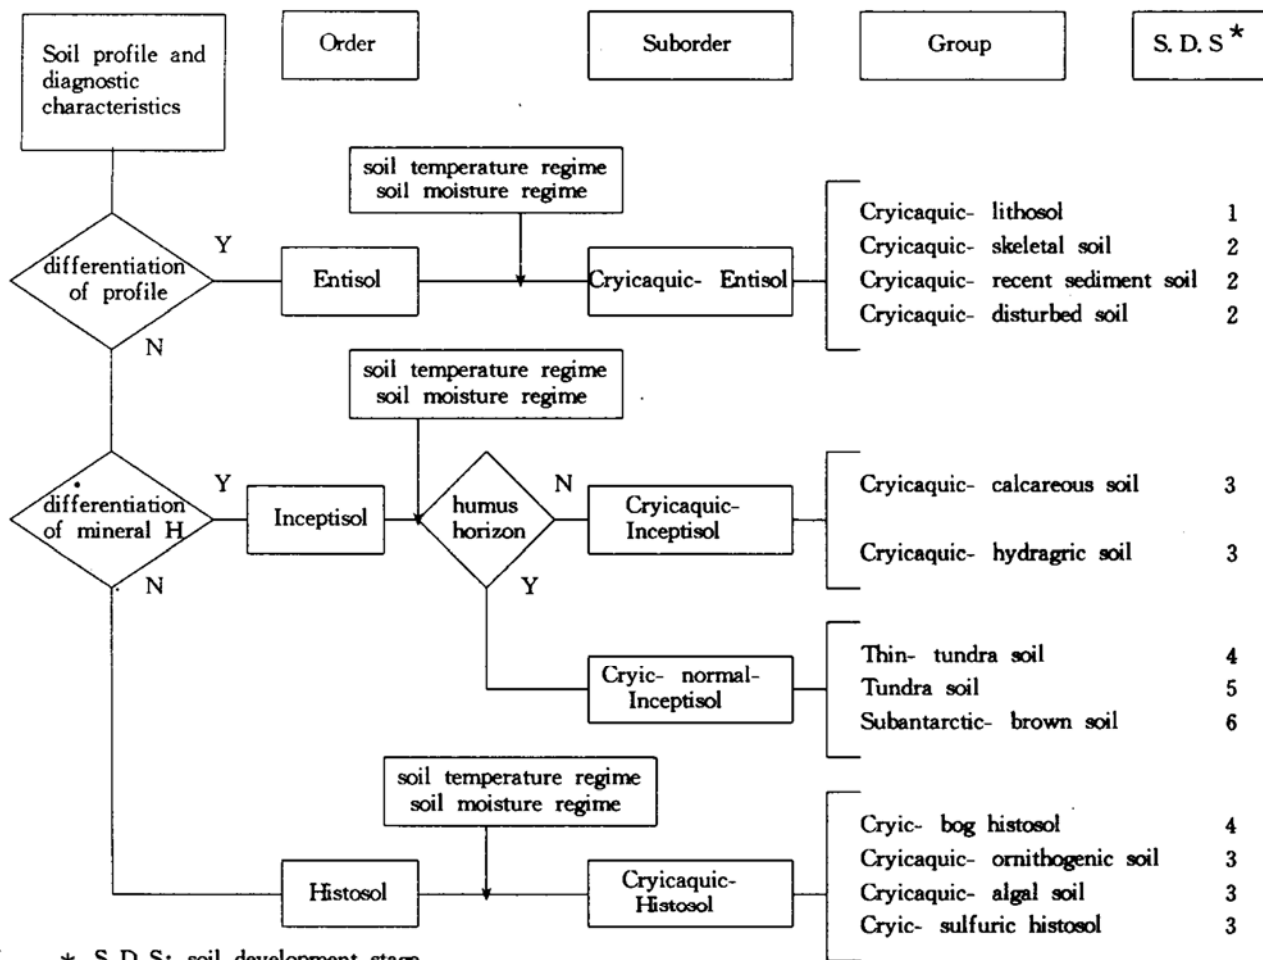 Soil profile and
diagnostic
characteristics
Order
Suborder
Group
S. D. S*
soil temperature regime
soil moisture regime
differentiation
of profile
Y
N
Entisol
Cryicaquic- Entisol
Cryicaquic- lithosol 1
Cryicaquic- skeletal soil 2
Cryicaquic- recent sediment soil 2
Cryicaquic- disturbed soil 2
soil temperature regime
soil moisture regime
differentiation
of mineral H
Y
N
Inceptisol
humus
horizon
N
Y
Cryicaquic-
Inceptisol
Cryicaquic- calcareous soil 3
Cryicaquic- hydragric soil 3
Cryic- normal-
Inceptisol
Thin- tundra soil 4
Tundra soil 5
Subantarctic- brown soil 6
soil temperature regime
soil moisture regime
Histosol
Cryicaquic-
Histosol
Cryic- bog histosol 4
Cryicaquic- ornithogenic soil 3
Cryicaquic- algal soil 3
Cryic- sulfuric histosol 3
* S. D. S: soil development stage